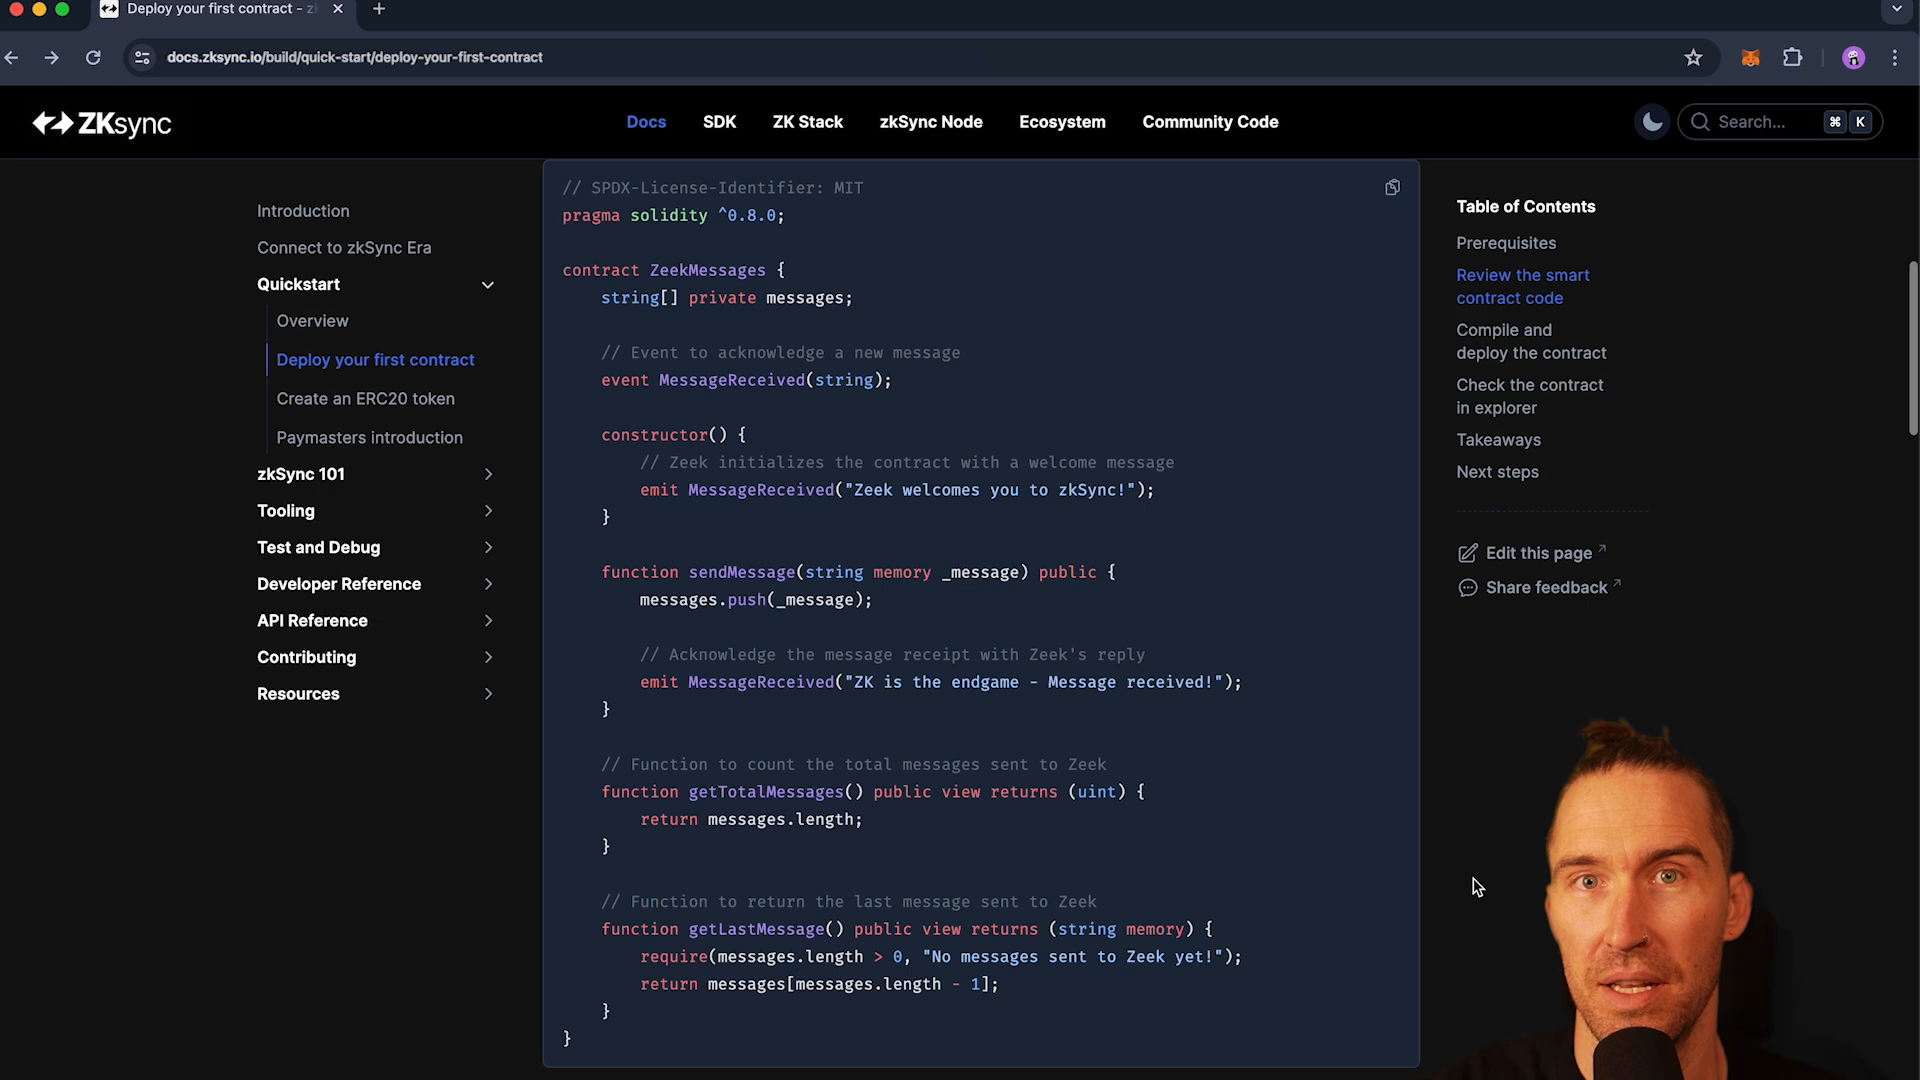 Deploy your first contract - z
docs.zksync.io/build/quick-start/deploy-your-first-contract
ZKsync
Docs
SDK
ZK Stack
zkSync Node
Ecosystem
Community Code
Search...
⌘ K
Introduction
Connect to zkSync Era
Quickstart
Overview
Deploy your first contract
Create an ERC20 token
Paymasters introduction
zkSync 101
Tooling
Test and Debug
Developer Reference
API Reference
Contributing
Resources
// SPDX-License-Identifier: MIT
pragma solidity ^0.8.0;
contract ZeekMessages {
string[] private messages;
// Event to acknowledge a new message
event MessageReceived(string);
constructor() {
// Zeek initializes the contract with a welcome message
emit MessageReceived("Zeek welcomes you to zkSync!");
}
function sendMessage(string memory _message) public {
messages.push(_message);
// Acknowledge the message receipt with Zeek's reply
emit MessageReceived("ZK is the endgame - Message received!");
}
// Function to count the total messages sent to Zeek
function getTotalMessages() public view returns (uint) {
return messages.length;
}
// Function to return the last message sent to Zeek
function getLastMessage() public view returns (string memory) {
require(messages.length > 0, "No messages sent to Zeek yet!");
return messages[messages.length - 1];
}
}
Table of Contents
Prerequisites
Review the smart
contract code
Compile and
deploy the contract
Check the contract
in explorer
Takeaways
Next steps
Edit this page
Share feedback